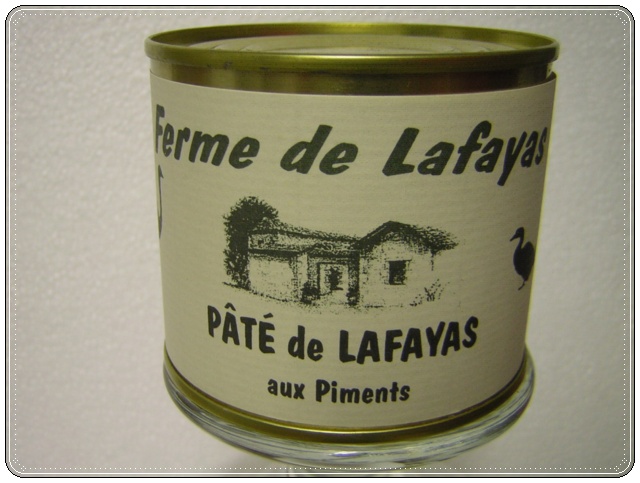 Ferme de Lafayas
PÂTÉ de LAFAYAS
aux Piments